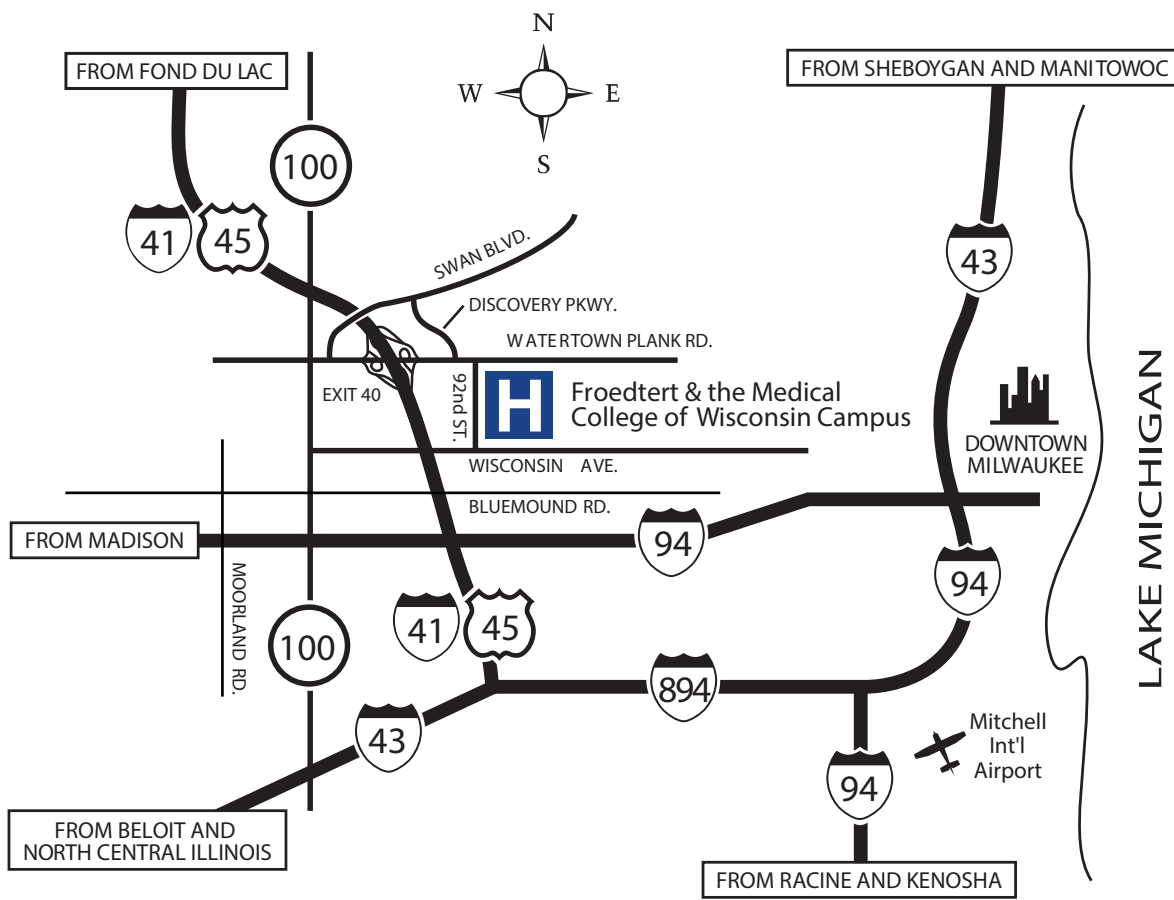 N
FROM FOND DU LAC
FROM SHEBOYGAN AND MANITOWOC
W
E
S
100
41
45
SWAN BLVD.
43
DISCOVERY PKWY.
WATERTOWN PLANK RD.
EXIT 40
92nd ST.
H
Froedtert & the Medical
College of Wisconsin Campus
DOWNTOWN
MILWAUKEE
LAKE MICHIGAN
WISCONSIN AVE.
BLUEMOUND RD.
FROM MADISON
94
94
MOORLAND RD.
100
41
45
894
43
Mitchell
Int'l
Airport
94
FROM BELOIT AND
NORTH CENTRAL ILLINOIS
FROM RACINE AND KENOSHA